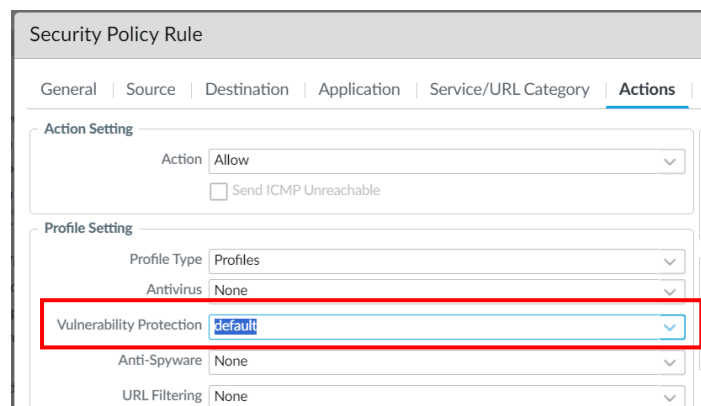 Security Policy Rule
General Source Destination Application Service/URL Category Actions
Action Setting
Action Allow
Send ICMP Unreachable
Profile Setting
Profile Type Profiles
Antivirus None
Vulnerability Protection default
Anti-Spyware None
URL Filtering None